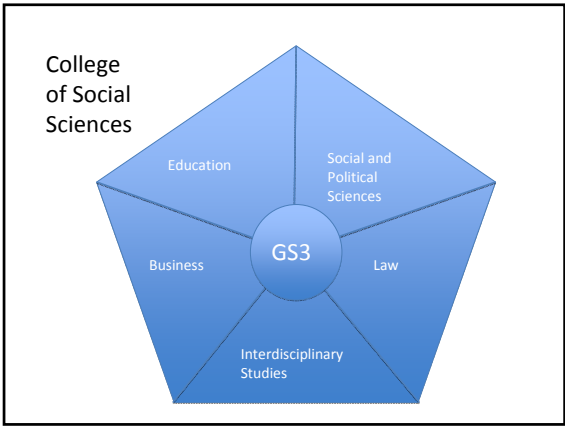 College
of Social
Sciences
Education
Social and
Political
Sciences
GS3
Business
Law
Interdisciplinary
Studies